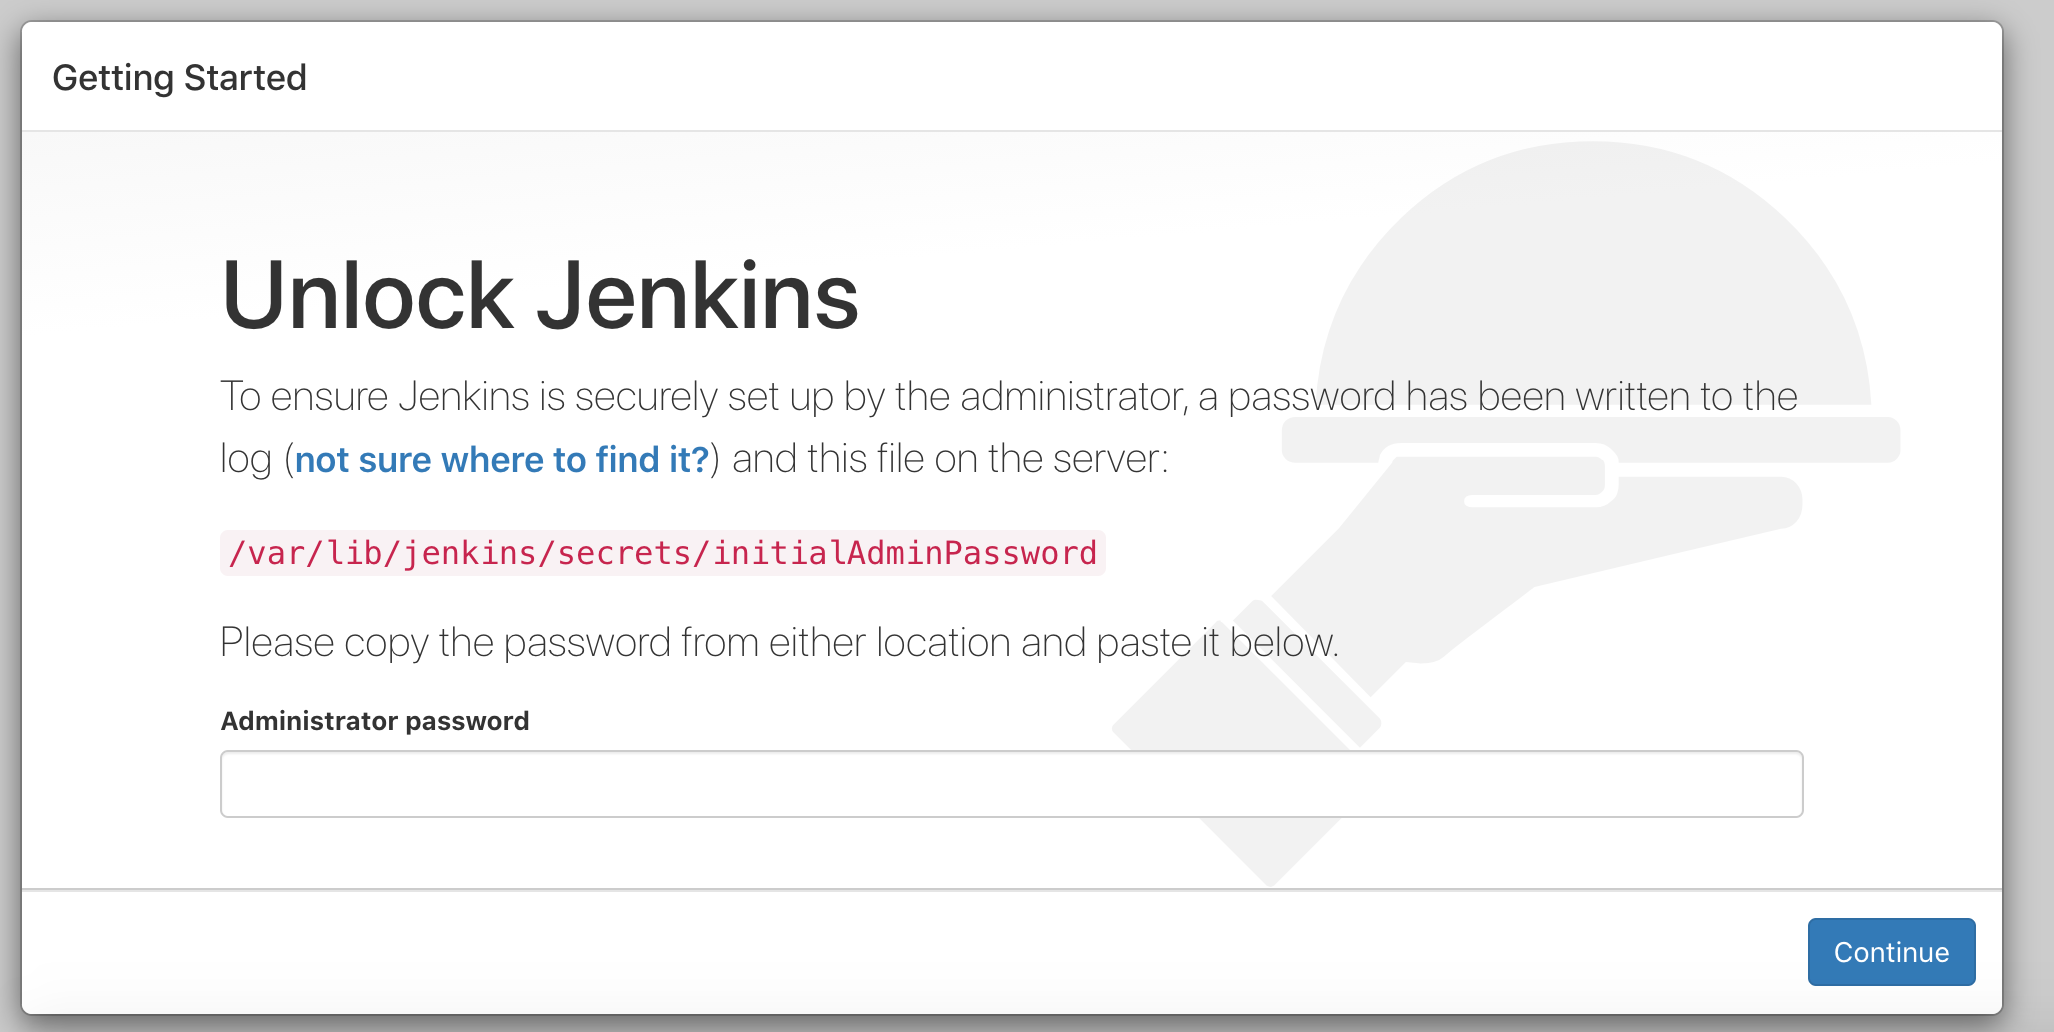 Getting Started
Unlock Jenkins
To ensure Jenkins is securely set up by the administrator, a password has been written to the
log (not sure where to find it?) and this file on the server:
/var/lib/jenkins/secrets/initialAdminPassword
Please copy the password from either location and paste it below.
Administrator password
Continue